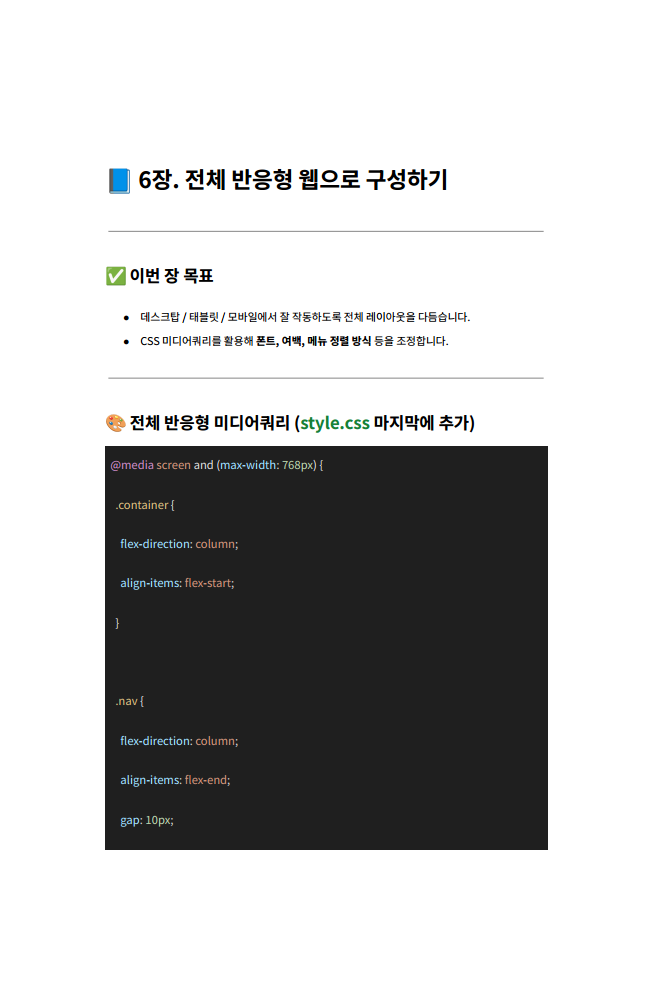 📘 6장. 전체 반응형 웹으로 구성하기
✅ 이번 장 목표
● 데스크탑 / 태블릿 / 모바일에서 잘 작동하도록 전체 레이아웃을 다듬습니다.
● CSS 미디어쿼리를 활용해 폰트, 여백, 메뉴 정렬 방식 등을 조정합니다.
🎨 전체 반응형 미디어쿼리 (style.css 마지막에 추가)
@media screen and (max-width: 768px) {
.container {
flex-direction: column;
align-items: flex-start;
}
.nav {
flex-direction: column;
align-items: flex-end;
gap: 10px;